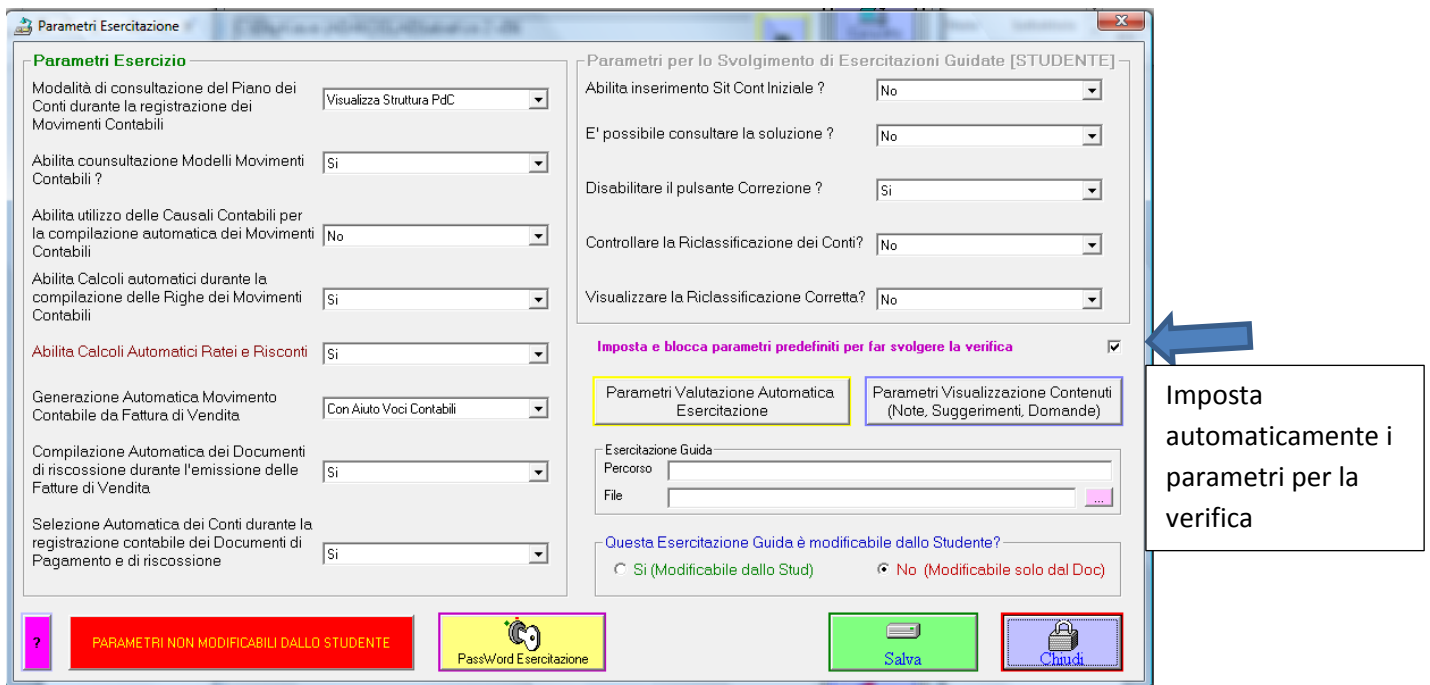 Parametri Esercitazione
Parametri Esercizio
Modalità di consultazione del Piano dei
Conti durante la registrazione dei
Movimenti Contabili
Visualizza Struttura PdC
Abilita counsultazione Modelli Movimenti
Contabili ?
Si
Abilita utilizzo delle Causali Contabili per
la compilazione automatica dei Movimenti
Contabili
No
Abilita Calcoli automatici durante la
compilazione delle Righe dei Movimenti
Contabili
Si
Abilita Calcoli Automatici Ratei e Risconti
Si
Generazione Automatica Movimento
Contabile da Fattura di Vendita
Con Aiuto Voci Contabili
Compilazione Automatica dei Documenti
di riscossione durante l'emissione delle
Fatture di Vendita
Si
Selezione Automatica dei Conti durante la
registrazione contabile dei Documenti di
Pagamento e di riscossione
Si
Parametri per lo Svolgimento di Esercitazioni Guidate [STUDENTE]
Abilita inserimento Sit Cont Iniziale ?
No
E' possibile consultare la soluzione ?
No
Disabilitare il pulsante Correzione ?
Si
Controllare la Riclassificazione dei Conti?
No
Visualizzare la Riclassificazione Corretta?
No
Imposta e blocca parametri predefiniti per far svolgere la verifica
Parametri Valutazione Automatica
Esercitazione
Parametri Visualizzazione Contenuti
(Note, Suggerimenti, Domande)
Esercitazione Guida
Percorso
File
...
Questa Esercitazione Guida è modificabile dallo Studente?
Si (Modificabile dallo Stud)
No (Modificabile solo dal Doc)
?
PARAMETRI NON MODIFICABILI DALLO STUDENTE
PassWord Esercitazione
Salva
Chiudi
Imposta
automaticamente i
parametri per la
verifica